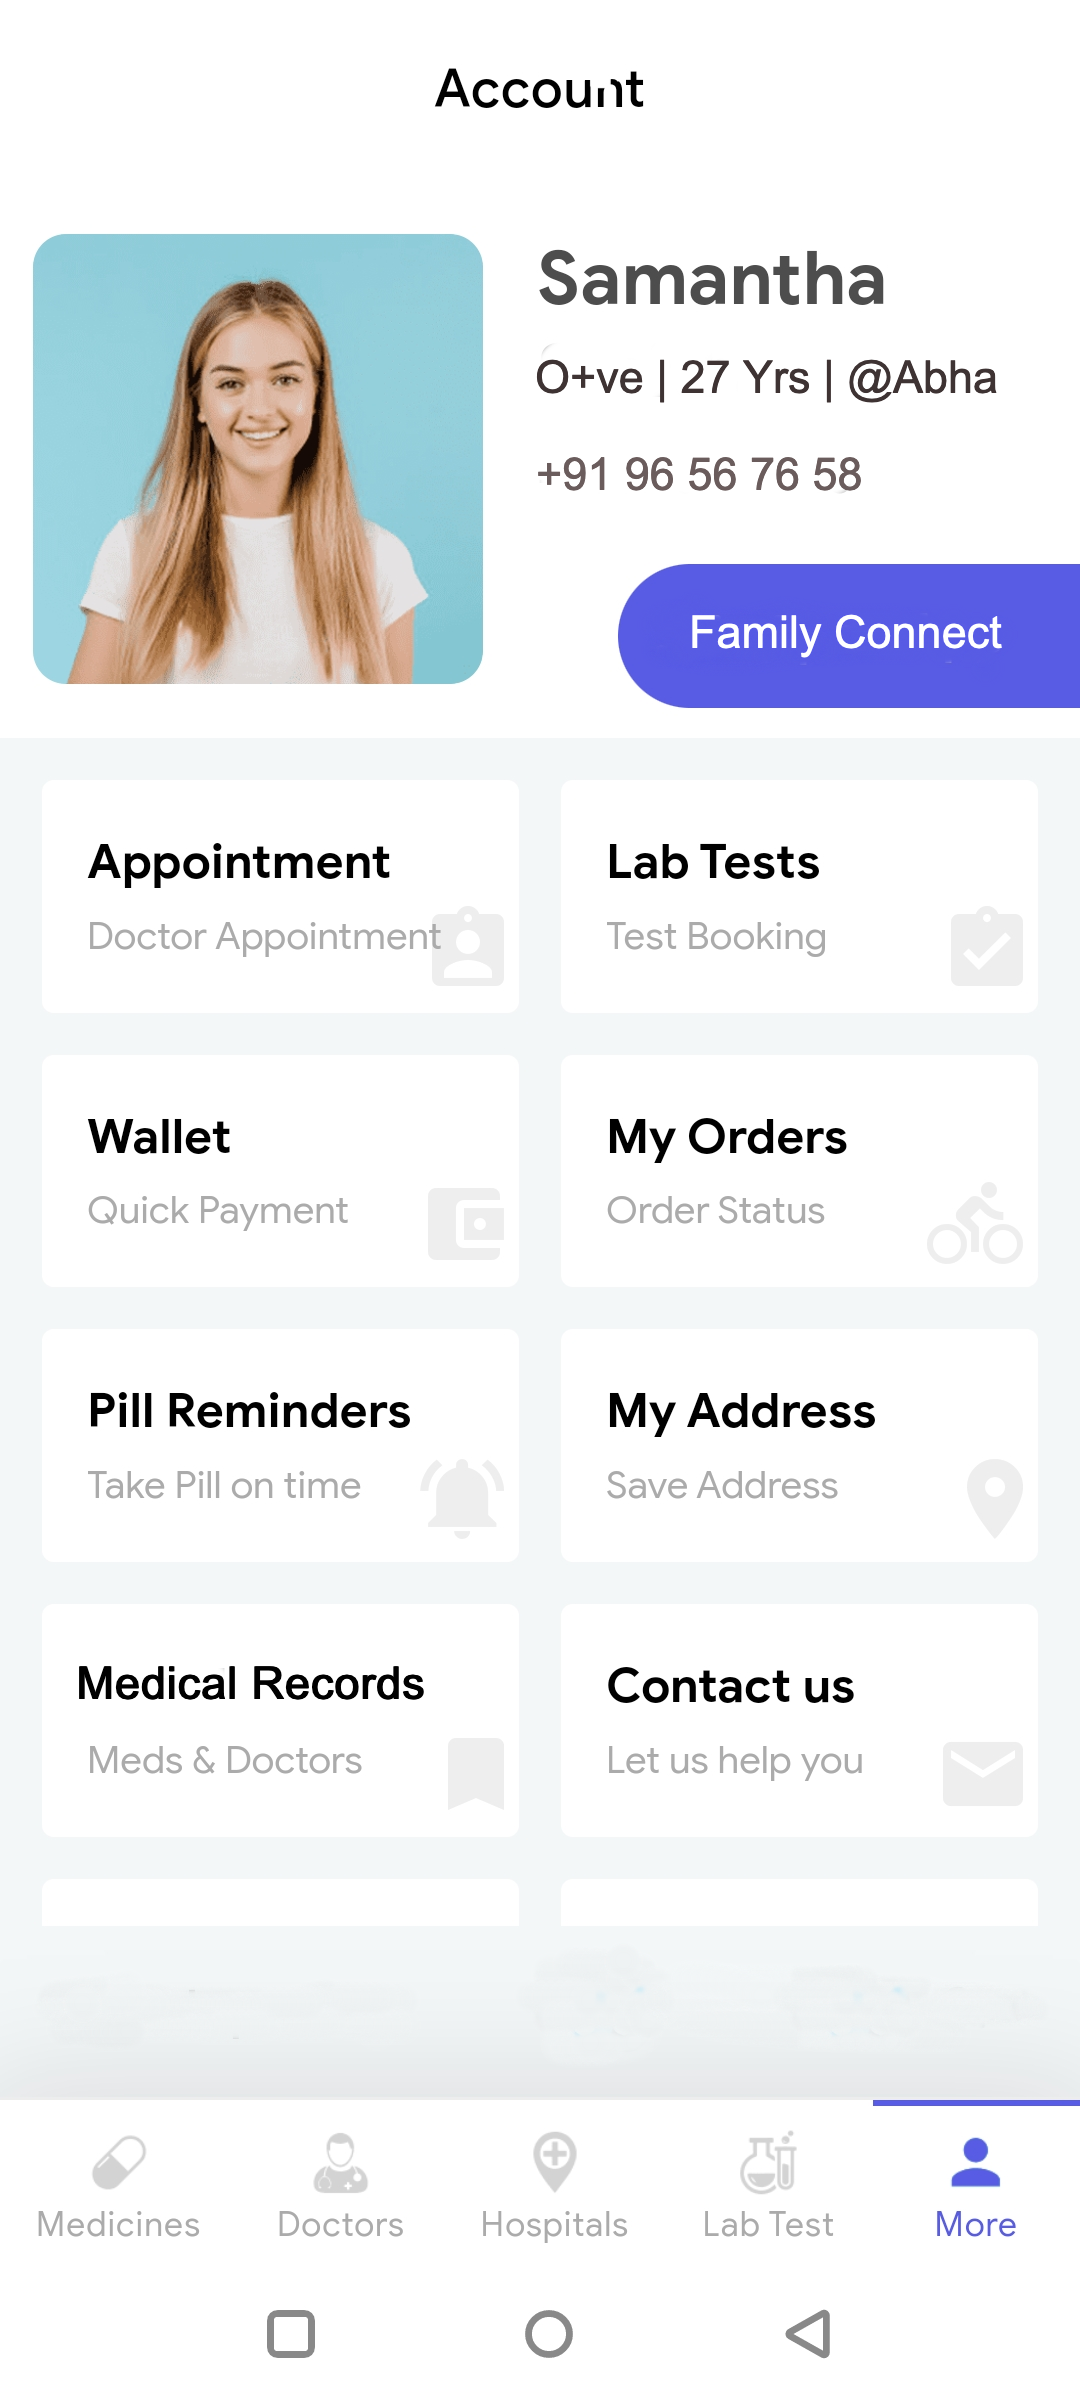 Account
Samantha
O+ve | 27 Yrs | @Abha
+91 96 56 76 58
Family Connect
Appointment
Doctor Appointment
Lab Tests
Test Booking
Wallet
Quick Payment
My Orders
Order Status
Pill Reminders
Take Pill on time
My Address
Save Address
Medical Records
Meds & Doctors
Contact us
Let us help you
Medicines
Doctors
Hospitals
Lab Test
More